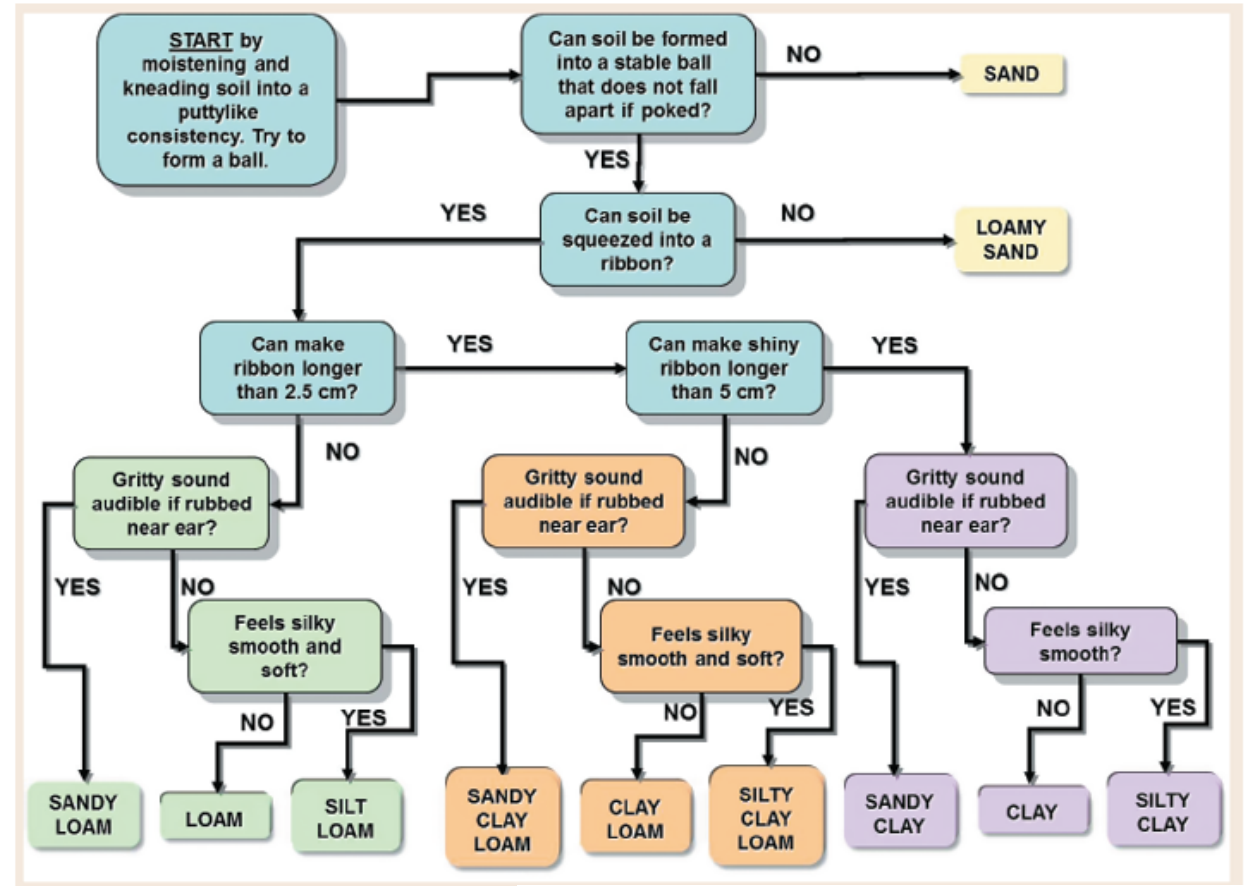 START by
moistening and
kneading soil into a
puttylike
consistency. Try to
form a ball.
Can soil be formed
into a stable ball
that does not fall
apart if poked?
NO
SAND
YES
Can soil be
squeezed into a
ribbon?
YES
NO
LOAMY
SAND
Can make
ribbon longer
than 2.5 cm?
YES
Can make shiny
ribbon longer
than 5 cm?
YES
NO
NO
Gritty sound
audible if rubbed
near ear?
YES
NO
Feels silky
smooth and
soft?
NO
YES
SANDY
LOAM
LOAM
SILT
LOAM
Gritty sound
audible if rubbed
near ear?
YES
NO
Feels silky
smooth and soft?
NO
YES
SANDY
CLAY
LOAM
CLAY
LOAM
SILTY
CLAY
LOAM
Gritty sound
audible if rubbed
near ear?
YES
NO
Feels silky
smooth?
NO
YES
SANDY
CLAY
CLAY
SILTY
CLAY